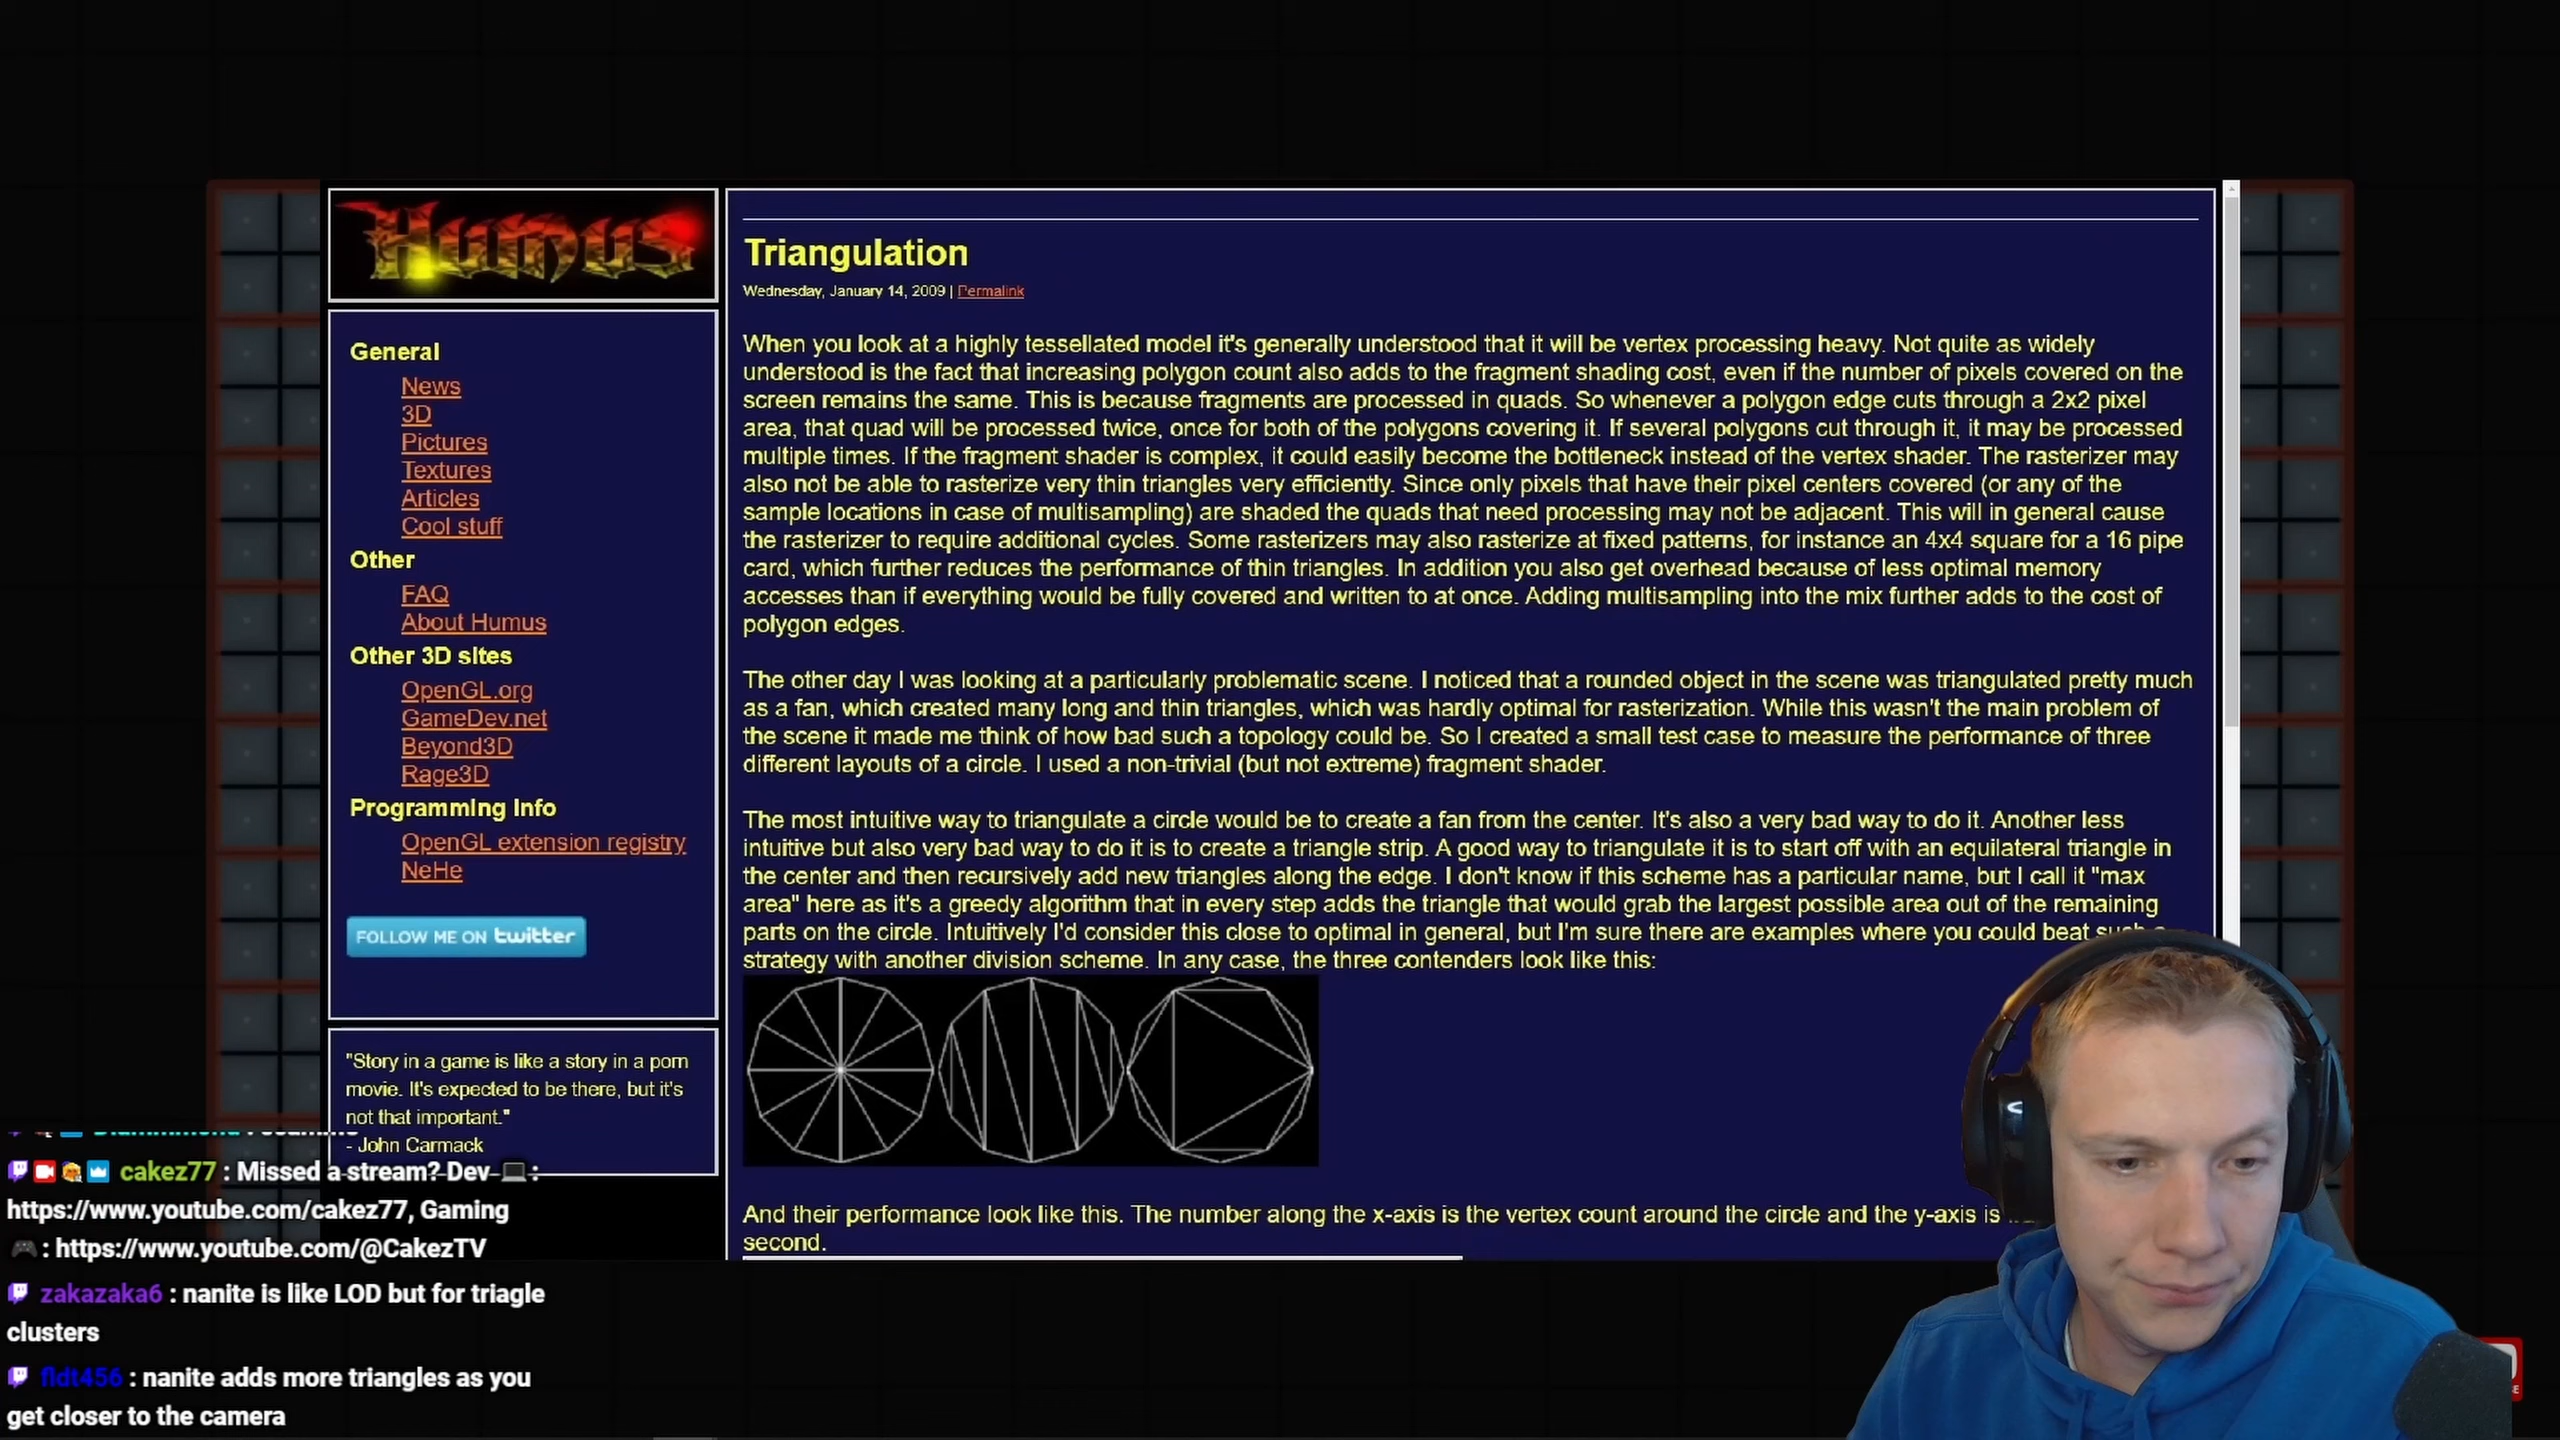 Humus
General
News
3D
Pictures
Textures
Articles
Cool stuff
Other
FAQ
About Humus
Other 3D sites
OpenGL.org
GameDev.net
Beyond3D
Rage3D
Programming Info
OpenGL extension registry
NeHe
FOLLOW ME ON twitter
"Story in a game is like a story in a porn
movie. It's expected to be there, but it's
not that important."
- John Carmack
Triangulation
Wednesday, January 14, 2009 | Permalink
When you look at a highly tessellated model it's generally understood that it will be vertex processing heavy. Not quite as widely
understood is the fact that increasing polygon count also adds to the fragment shading cost, even if the number of pixels covered on the
screen remains the same. This is because fragments are processed in quads. So whenever a polygon edge cuts through a 2x2 pixel
area, that quad will be processed twice, once for both of the polygons covering it. If several polygons cut through it, it may be processed
multiple times. If the fragment shader is complex, it could easily become the bottleneck instead of the vertex shader. The rasterizer may
also not be able to rasterize very thin triangles very efficiently. Since only pixels that have their pixel centers covered (or any of the
sample locations in case of multisampling) are shaded the quads that need processing may not be adjacent. This will in general cause
the rasterizer to require additional cycles. Some rasterizers may also rasterize at fixed patterns, for instance an 4x4 square for a 16 pipe
card, which further reduces the performance of thin triangles. In addition you also get overhead because of less optimal memory
accesses than if everything would be fully covered and written to at once. Adding multisampling into the mix further adds to the cost of
polygon edges.
The other day I was looking at a particularly problematic scene. I noticed that a rounded object in the scene was triangulated pretty much
as a fan, which created many long and thin triangles, which was hardly optimal for rasterization. While this wasn't the main problem of
the scene it made me think of how bad such a topology could be. So I created a small test case to measure the performance of three
different layouts of a circle. I used a non-trivial (but not extreme) fragment shader.
The most intuitive way to triangulate a circle would be to create a fan from the center. It's also a very bad way to do it. Another less
intuitive but also very bad way to do it is to create a triangle strip. A good way to triangulate it is to start off with an equilateral triangle in
the center and then recursively add new triangles along the edge. I don't know if this scheme has a particular name, but I call it "max
area" here as it's a greedy algorithm that in every step adds the triangle that would grab the largest possible area out of the remaining
parts on the circle. Intuitively I'd consider this close to optimal in general, but I'm sure there are examples where you could beat such a
strategy with another division scheme. In any case, the three contenders look like this:
And their performance look like this. The number along the x-axis is the vertex count around the circle and the y-axis is
second.
cakez77 : Missed a stream? Dev 💻:
https://www.youtube.com/cakez77, Gaming
🎮: https://www.youtube.com/@CakezTV
zakazaka6 : nanite is like LOD but for triagle
clusters
fldt456 : nanite adds more triangles as you
get closer to the camera